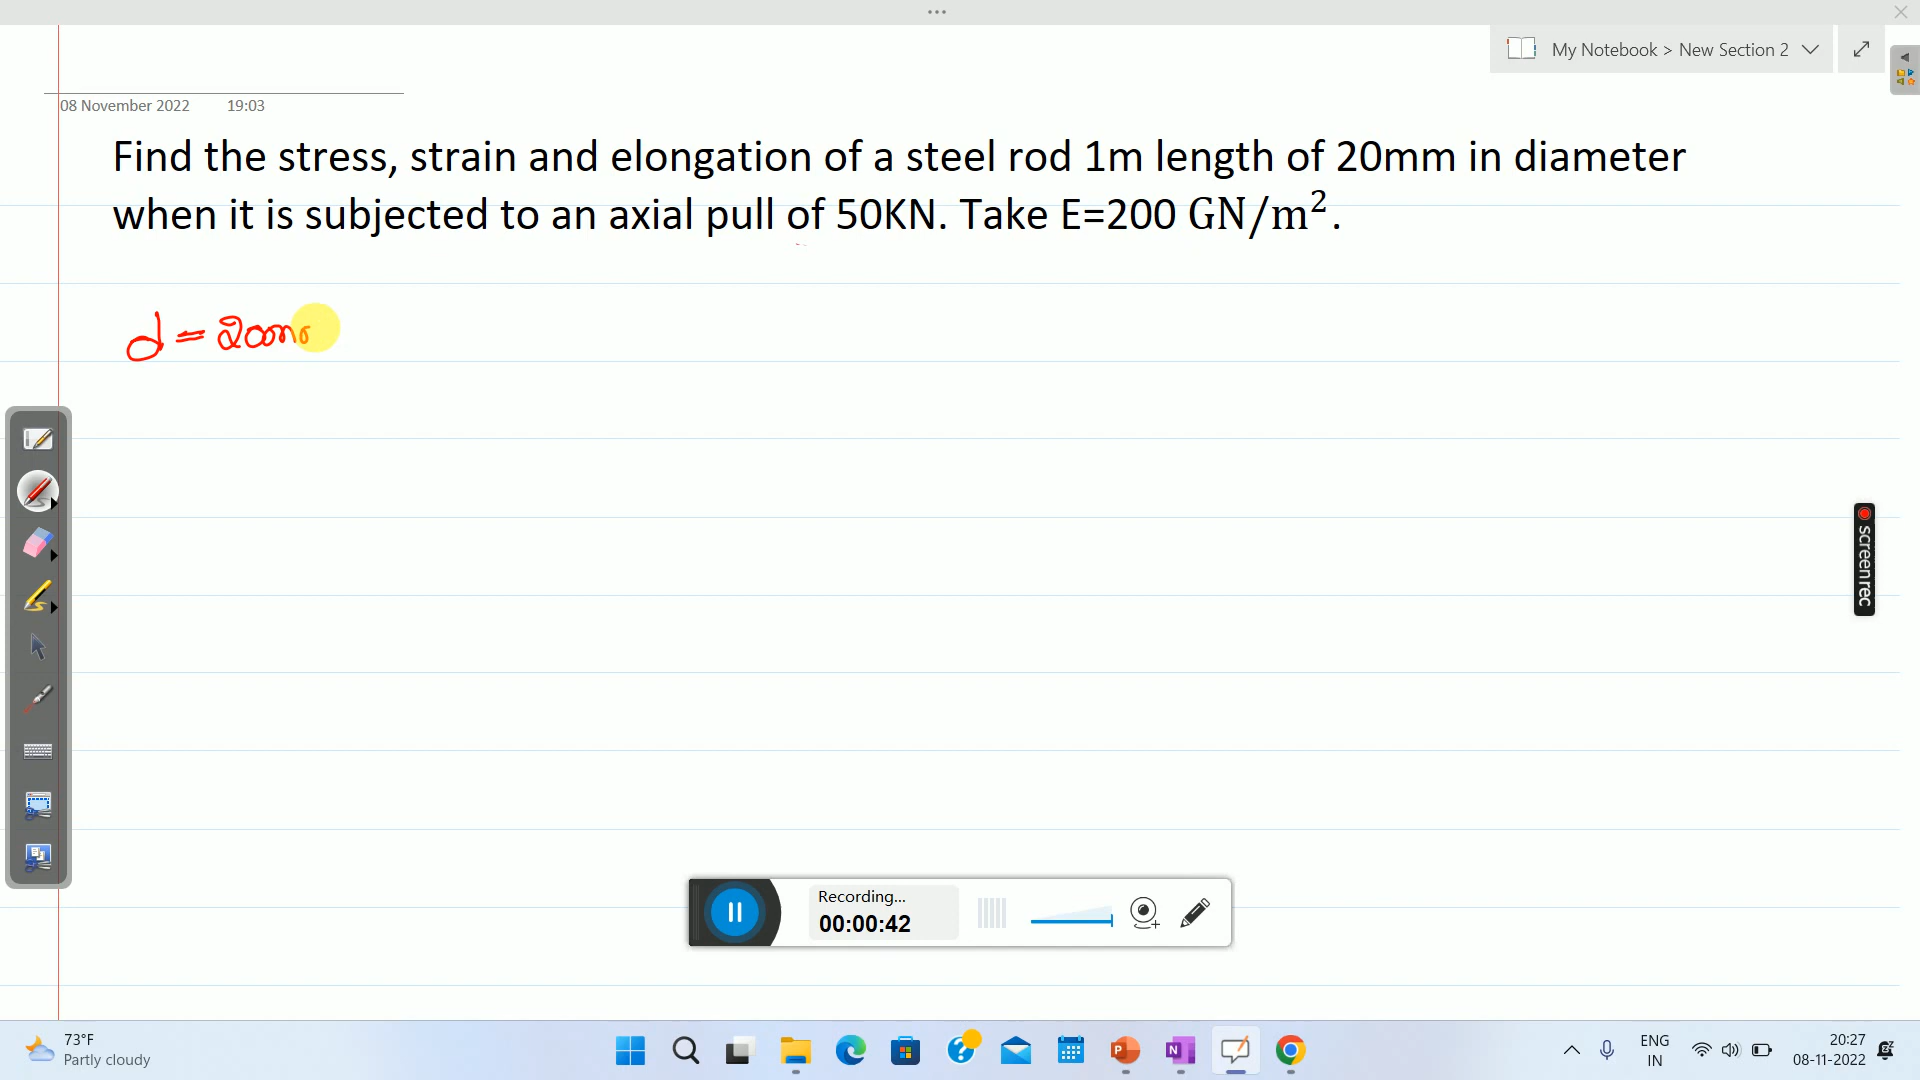 My Notebook > New Section 2
08 November 2022 19:03
Find the stress, strain and elongation of a steel rod 1m length of 20mm in diameter
when it is subjected to an axial pull of 50KN. Take E=200 GN/m².
d = 20mm
screenrec
Recording...
00:00:42
73°F
Partly cloudy
ENG
IN
20:27
08-11-2022